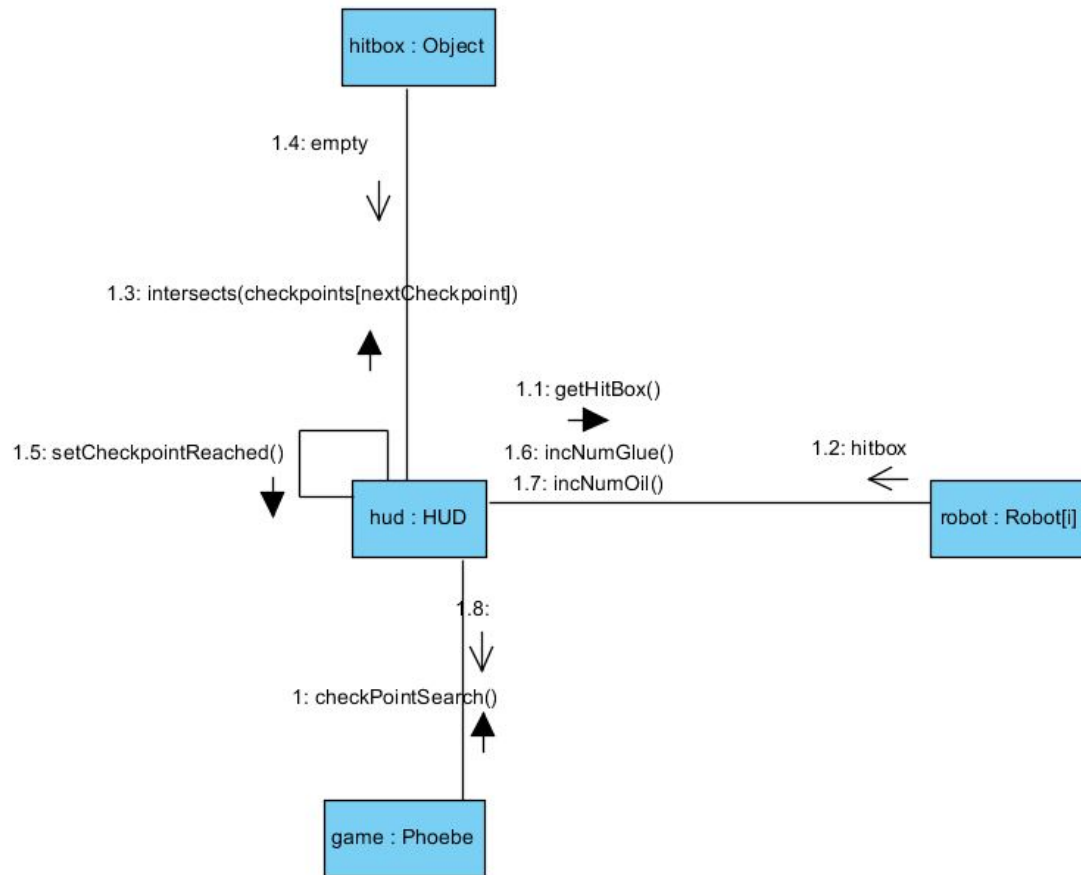 hitbox : Object
1.4: empty
1.3: intersects(checkpoints[nextCheckpoint])
1.1: getHitBox()
1.5: setCheckpointReached()
1.6: incNumGlue()
1.2: hitbox
1.7: incNumOil()
hud : HUD
robot : Robot[i]
1.8:
1: checkPointSearch()
game : Phoebe